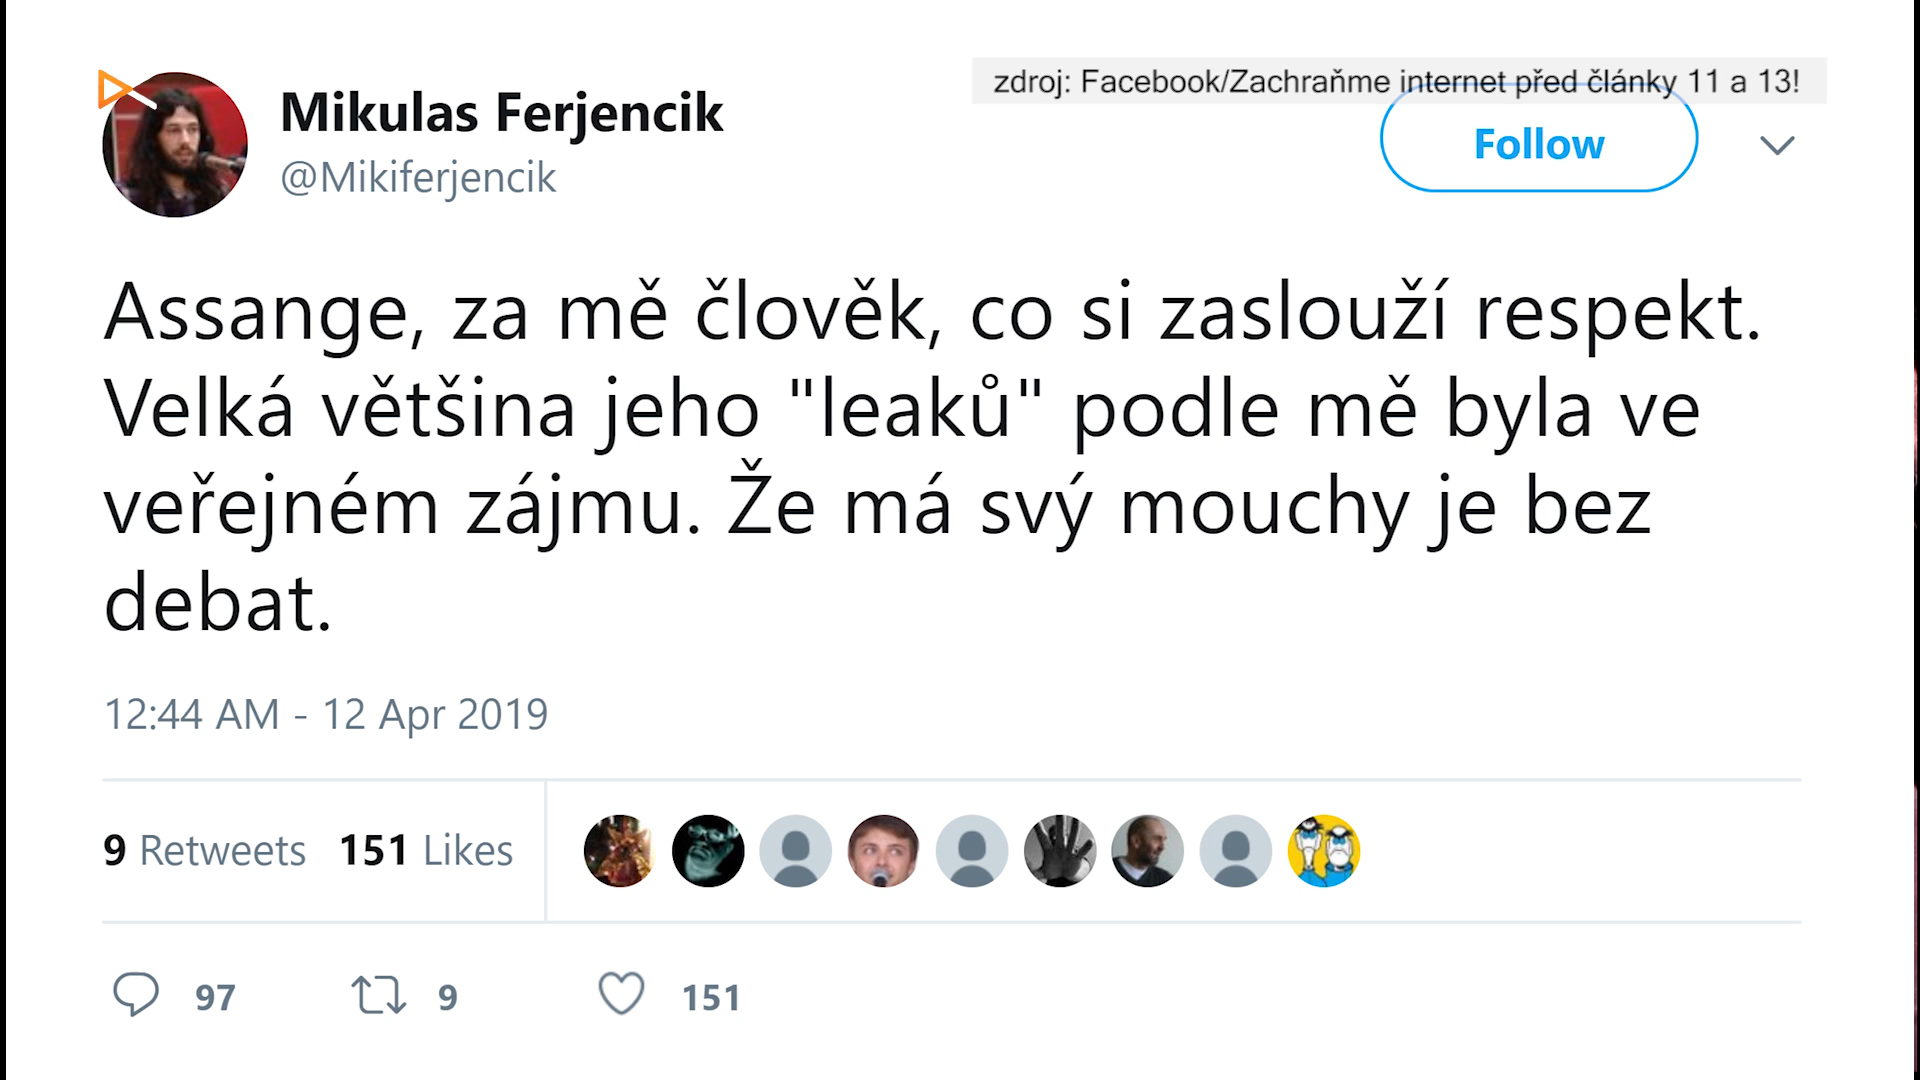 zdroj: Facebook/Zachraňme internet před články 11 a 13!
Mikulas Ferjencik
@Mikiferjencik
Follow
Assange, za mě člověk, co si zaslouží respekt.
Velká většina jeho "leaků" podle mě byla ve
veřejném zájmu. Že má svý mouchy je bez
debat.
12:44 AM - 12 Apr 2019
9 Retweets 151 Likes
97 9 151